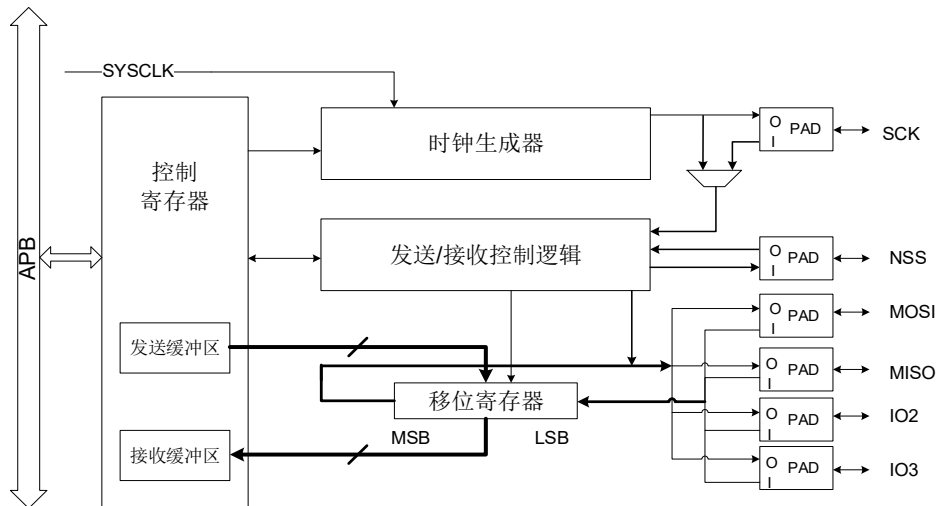 SYSCLK
APB
控制
寄存器
时钟生成器
发送/接收控制逻辑
发送缓冲区
接收缓冲区
移位寄存器
MSB
LSB
O
I
PAD
SCK
O
I
PAD
NSS
O
I
PAD
MOSI
O
I
PAD
MISO
O
I
PAD
IO2
O
I
PAD
IO3